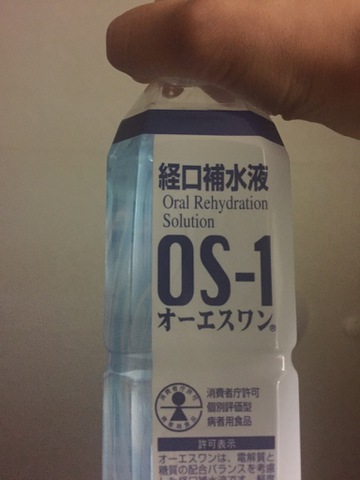 経口補水液
Oral Rehydration
Solution
OS-1
オーエスワン®
消費者庁許可
個別評価型
病者用食品
許可表示
オーエスワンは、電解質と
糖質の配合バランスを考慮